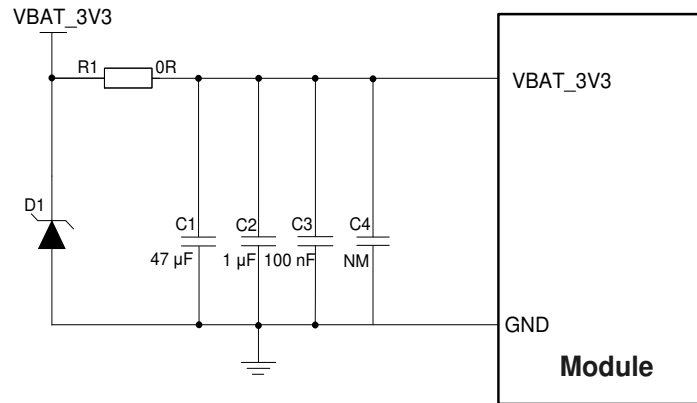 VBAT_3V3
R1 0R
VBAT_3V3
D1
C1 C2 C3 C4
47 µF 1 µF 100 nF NM
GND
Module